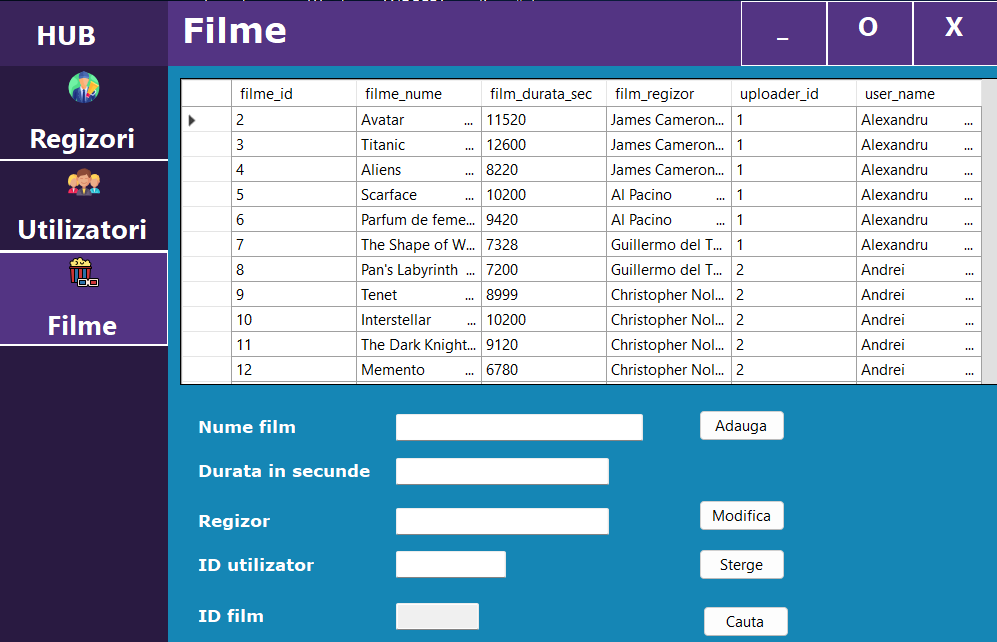 HUB
Filme
_ O X
Regizori
Utilizatori
Filme
filme_id filme_nume film_durata_sec film_regizor uploader_id user_name
2 Avatar ... 11520 James Cameron... 1 Alexandru ...
3 Titanic ... 12600 James Cameron... 1 Alexandru ...
4 Aliens ... 8220 James Cameron... 1 Alexandru ...
5 Scarface ... 10200 Al Pacino ... 1 Alexandru ...
6 Parfum de feme... 9420 Al Pacino ... 1 Alexandru ...
7 The Shape of W... 7328 Guillermo del T... 1 Alexandru ...
8 Pan's Labyrinth ... 7200 Guillermo del T... 2 Andrei ...
9 Tenet ... 8999 Christopher Nol... 2 Andrei ...
10 Interstellar ... 10200 Christopher Nol... 2 Andrei ...
11 The Dark Knight... 9120 Christopher Nol... 2 Andrei ...
12 Memento ... 6780 Christopher Nol... 2 Andrei ...
Nume film Adauga
Durata in secunde
Regizor Modifica
ID utilizator Sterge
ID film Cauta